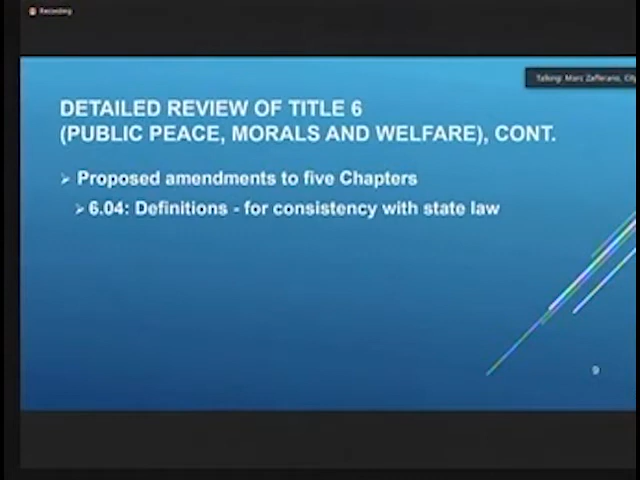 Recording
Talking: Marc Zafferano, City
DETAILED REVIEW OF TITLE 6
(PUBLIC PEACE, MORALS AND WELFARE), CONT.
Proposed amendments to five Chapters
6.04: Definitions - for consistency with state law
9